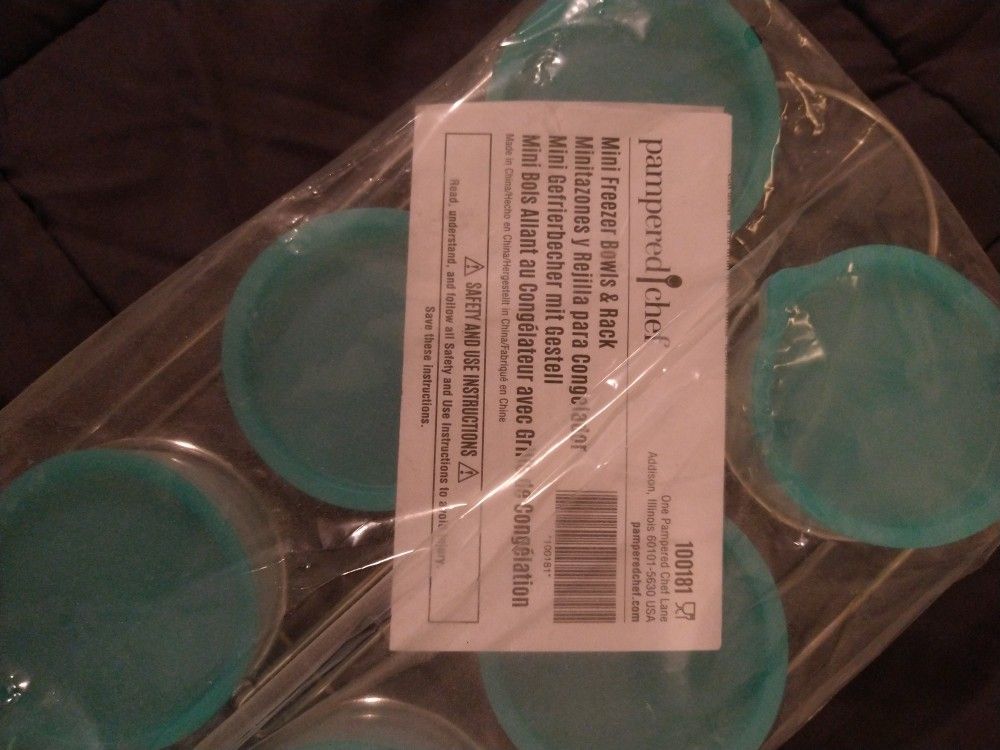 pampered chef
100181
One Pampered Chef Lane
Addison, Illinois 60101-5630 USA
pamperedchef.com
Mini Freezer Bowls & Rack
Minitazones y Rejilla para Congelador
Mini Gefrierbecher mit Gestell
Mini Bols Allant au Congélateur avec Grille de Congélation
Made in China/Hecho en China/Hergestellt in China/Fabriqué en Chine
*100181*
⚠ SAFETY AND USE INSTRUCTIONS ⚠
Read, understand, and follow all Safety and Use Instructions to avoid injury.
Save these instructions.